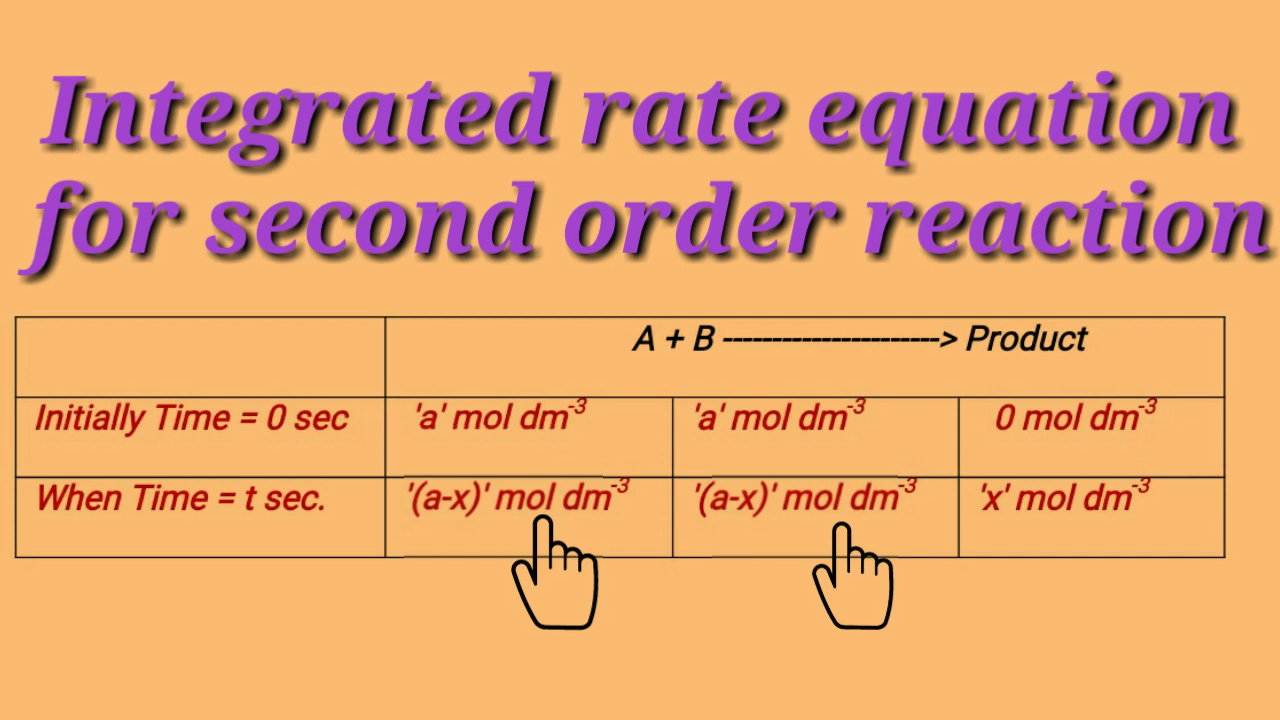 Integrated rate equation
for second order reaction
A + B ----------------------> Product
Initially Time = 0 sec 'a' mol dm⁻³ 'a' mol dm⁻³ 0 mol dm⁻³
When Time = t sec. '(a-x)' mol dm⁻³ '(a-x)' mol dm⁻³ 'x' mol dm⁻³